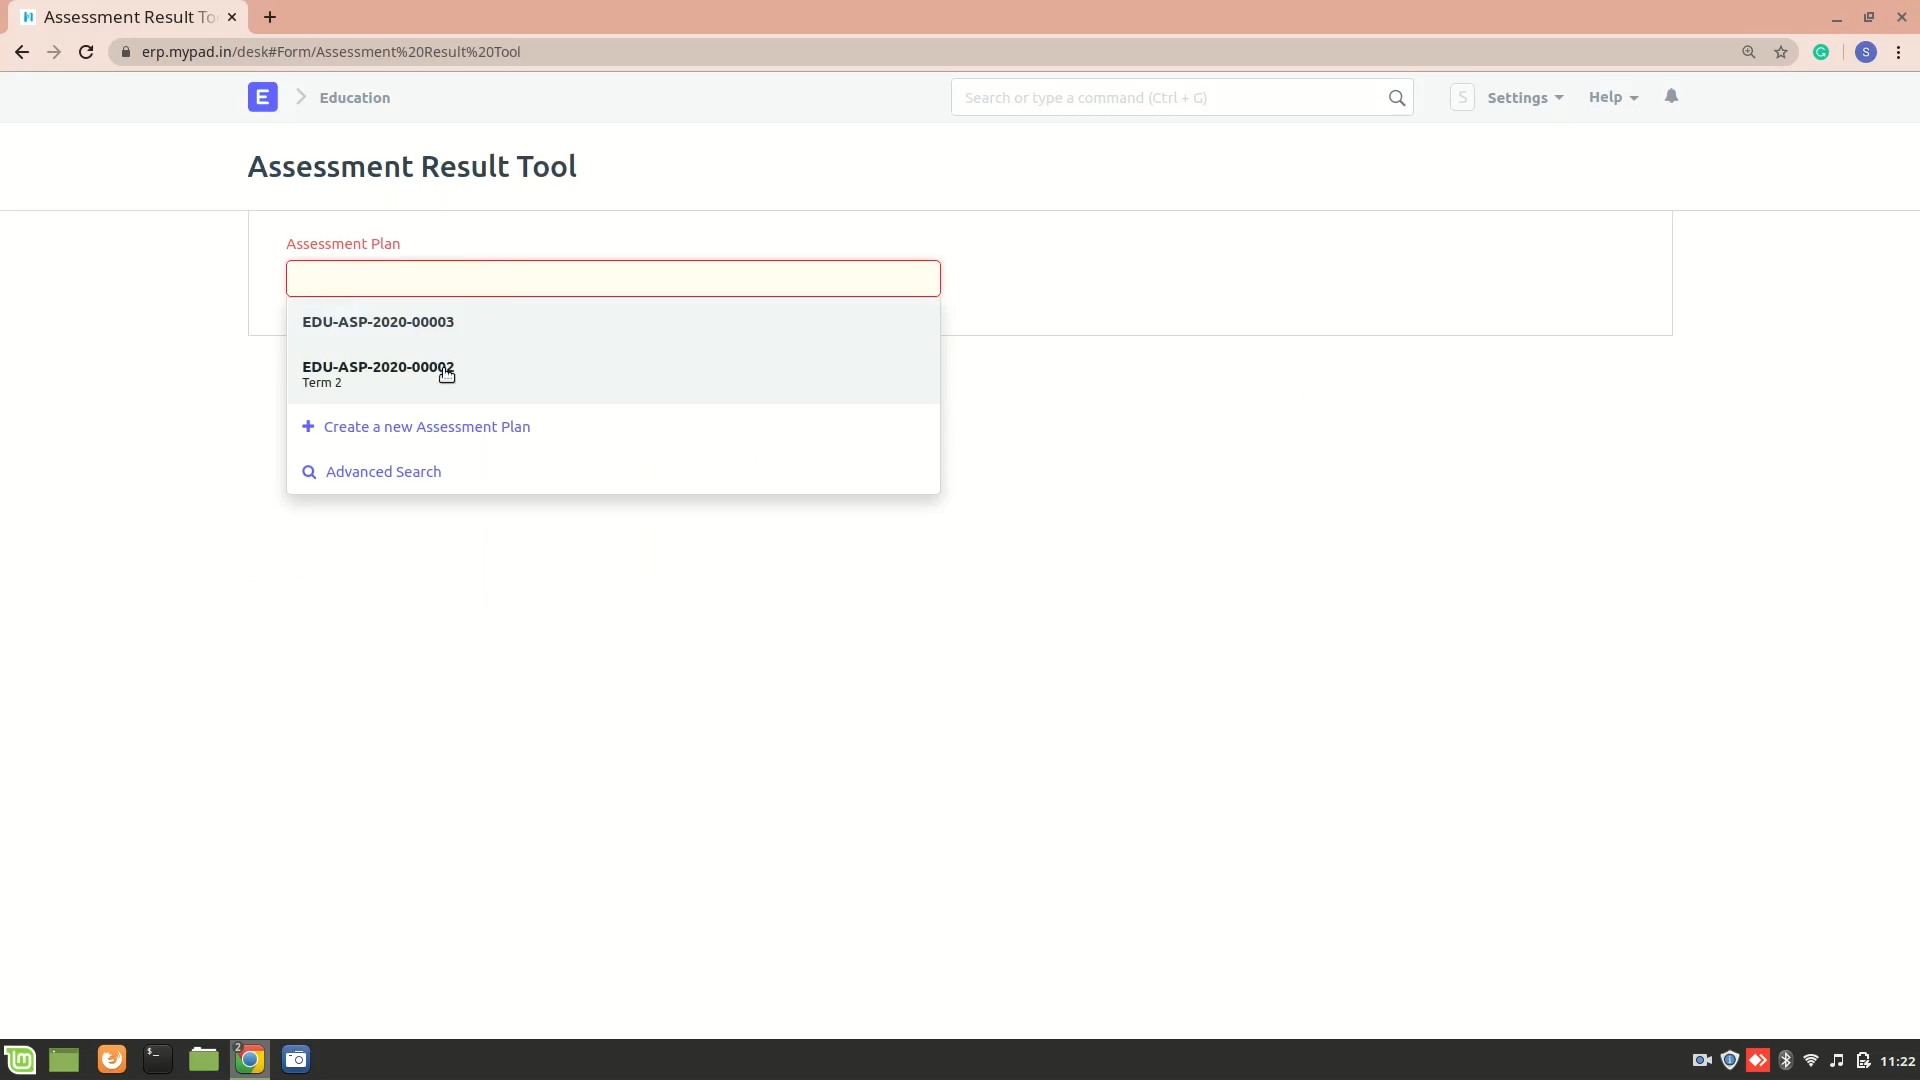 Assessment Result To
erp.mypad.in/desk#Form/Assessment%20Result%20Tool
S
E
Education
Search or type a command (Ctrl + G)
S
Settings
Help
Assessment Result Tool
Assessment Plan
EDU-ASP-2020-00003
EDU-ASP-2020-00002
Term 2
Create a new Assessment Plan
Advanced Search
2
11:22